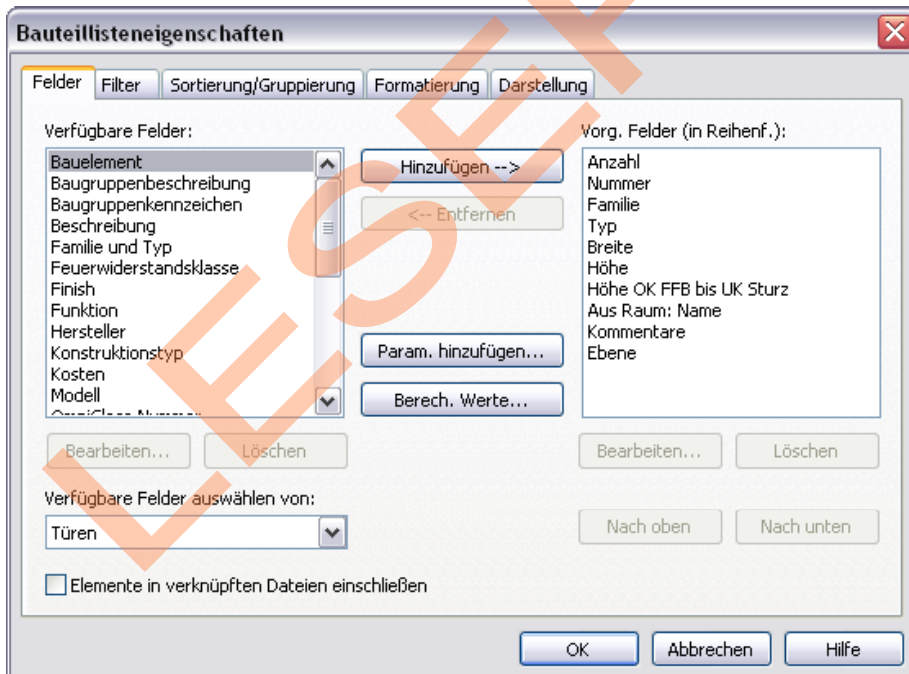 Bauteillisteneigenschaften
Felder
Filter
Sortierung/Gruppierung
Formatierung
Darstellung
Verfügbare Felder:
Bauelement
Baugruppenbeschreibung
Baugruppenkennzeichen
Beschreibung
Familie und Typ
Feuerwiderstandsklasse
Finish
Funktion
Hersteller
Konstruktionstyp
Kosten
Modell
Hinzufügen -->
<-- Entfernen
Param. hinzufügen...
Berech. Werte...
Vorg. Felder (in Reihenf.):
Anzahl
Nummer
Familie
Typ
Breite
Höhe
Höhe OK FFB bis UK Sturz
Aus Raum: Name
Kommentare
Ebene
Bearbeiten...
Löschen
Bearbeiten...
Löschen
Verfügbare Felder auswählen von:
Türen
Nach oben
Nach unten
Elemente in verknüpften Dateien einschließen
OK
Abbrechen
Hilfe